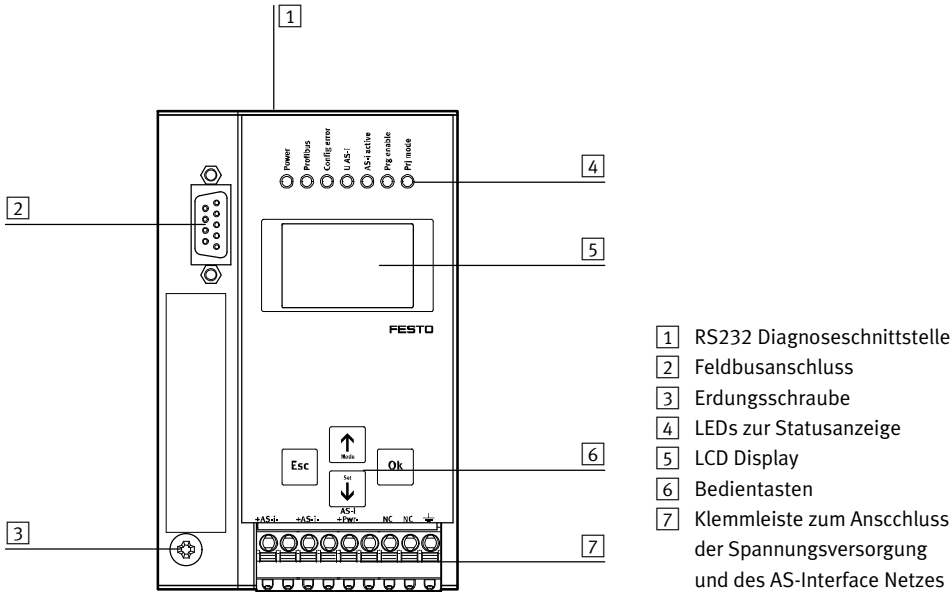 1
Power
Profibus
Config error
U AS-i
AS-i active
Prg enable
Prj mode
4
2
5
FESTO
Mode
Esc
Ok
6
Set
AS-i
+AS-i-
+AS-i-
+Pwr-
NC
NC
3
7
1 RS232 Diagnoseschnittstelle
2 Feldbusanschluss
3 Erdungsschraube
4 LEDs zur Statusanzeige
5 LCD Display
6 Bedientasten
7 Klemmleiste zum Anscchluss
der Spannungsversorgung
und des AS-Interface Netzes